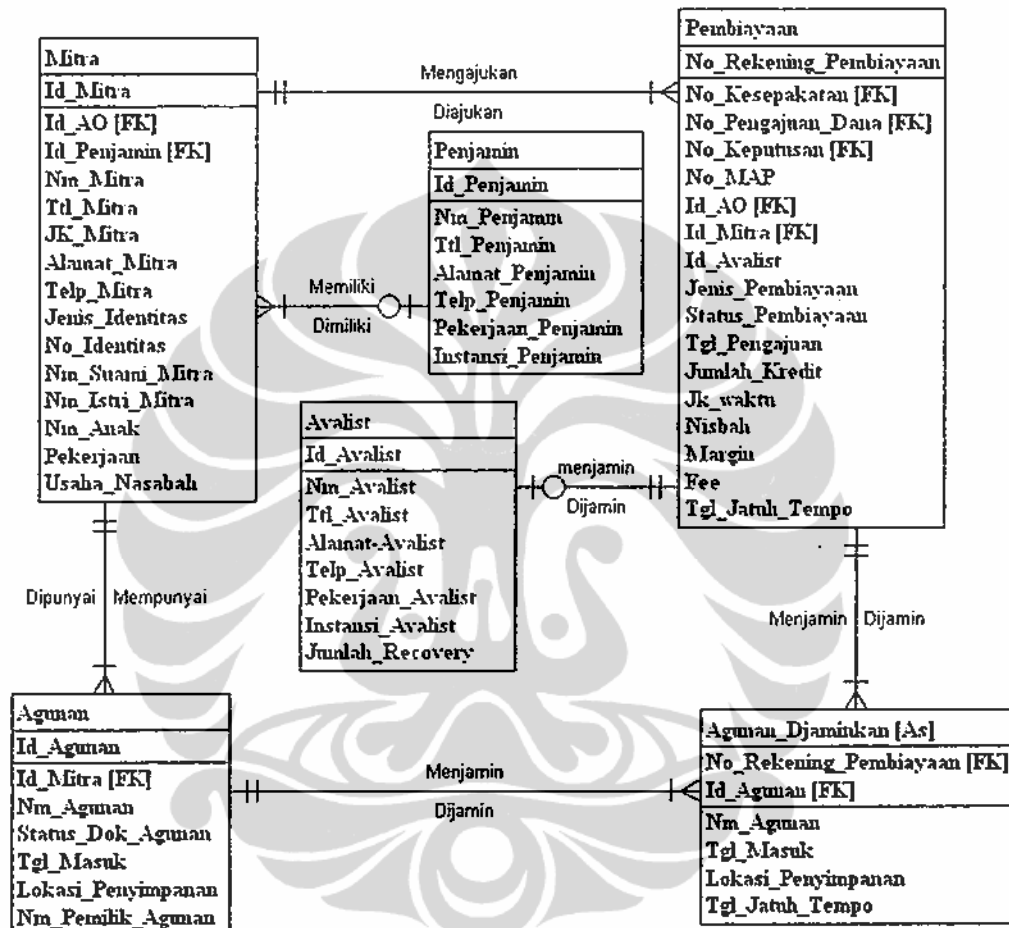 Mitra
Id_Mitra
Id_AO [FK]
Id_Penjamin [FK]
Nm_Mitra
Ttl_Mitra
JK_Mitra
Alamat_Mitra
Telp_Mitra
Jenis_Identitas
No_Identitas
Nm_Suami_Mitra
Nm_Istri_Mitra
Nm_Anak
Pekerjaan
Usaha_Nasabah
Mengajukan
Diajukan
Pembiayaan
No_Rekening_Pembiayaan
No_Kesepakatan [FK]
No_Pengajuan_Dana [FK]
No_Keputusan [FK]
No_MAP
Id_AO [FK]
Id_Mitra [FK]
Id_Avalist
Jenis_Pembiayaan
Status_Pembiayaan
Tgl_Pengajuan
Jumlah_Kredit
Jk_waktu
Nisbah
Margin
Fee
Tgl_Jatuh_Tempo
Penjamin
Id_Penjamin
Nm_Penjamin
Ttl_Penjamin
Alamat_Penjamin
Telp_Penjamin
Pekerjaan_Penjamin
Instansi_Penjamin
Memiliki
Dimiliki
Avalist
Id_Avalist
Nm_Avalist
Ttl_Avalist
Alamat-Avalist
Telp_Avalist
Pekerjaan_Avalist
Instansi_Avalist
Jumlah_Recovery
menjamin
Dijamin
Dipunyai Mempunyai
Menjamin Dijamin
Agunan
Id_Agunan
Id_Mitra [FK]
Nm_Agunan
Status_Dok_Agunan
Tgl_Masuk
Lokasi_Penyimpanan
Nm_Pemilik_Agunan
Menjamin
Dijamin
Agunan_Djaminkan [As]
No_Rekening_Pembiayaan [FK]
Id_Agunan [FK]
Nm_Agunan
Tgl_Masuk
Lokasi_Penyimpanan
Tgl_Jatuh_Tempo